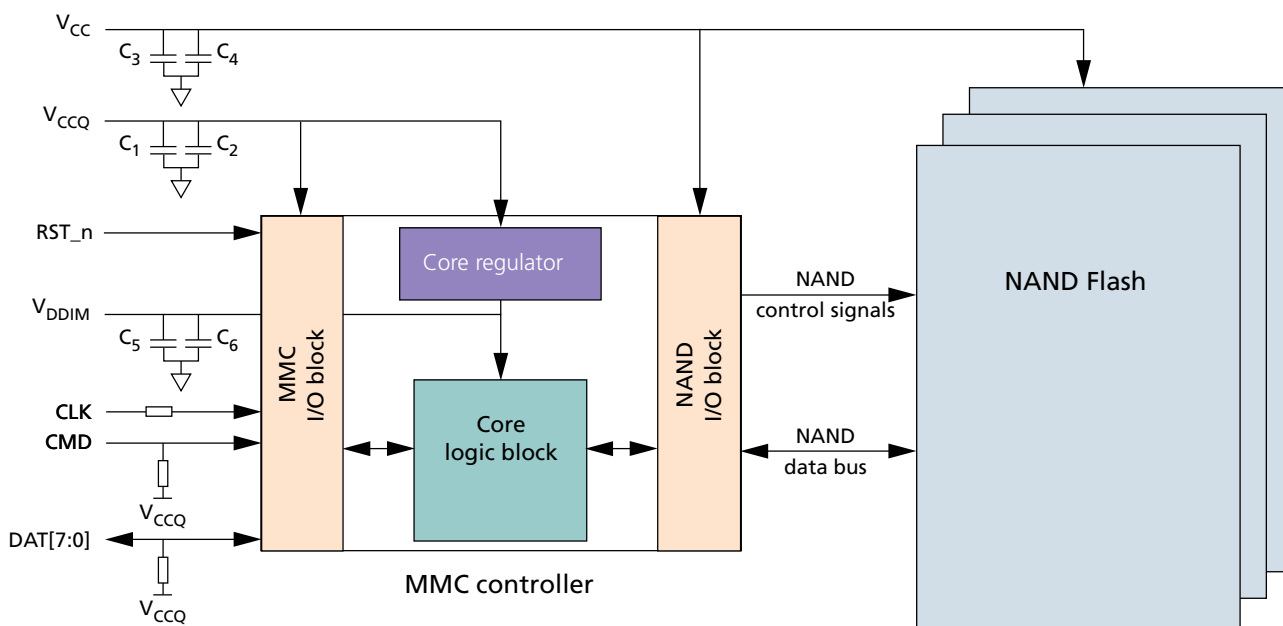 VCC
C3 C4
VCCQ
C1 C2
RST_n
Core regulator
VDDIM
C5 C6
MMC
I/O block
NAND
I/O block
NAND
control signals
NAND Flash
CLK
CMD
Core
logic block
NAND
data bus
VCCQ
DAT[7:0]
VCCQ
MMC controller